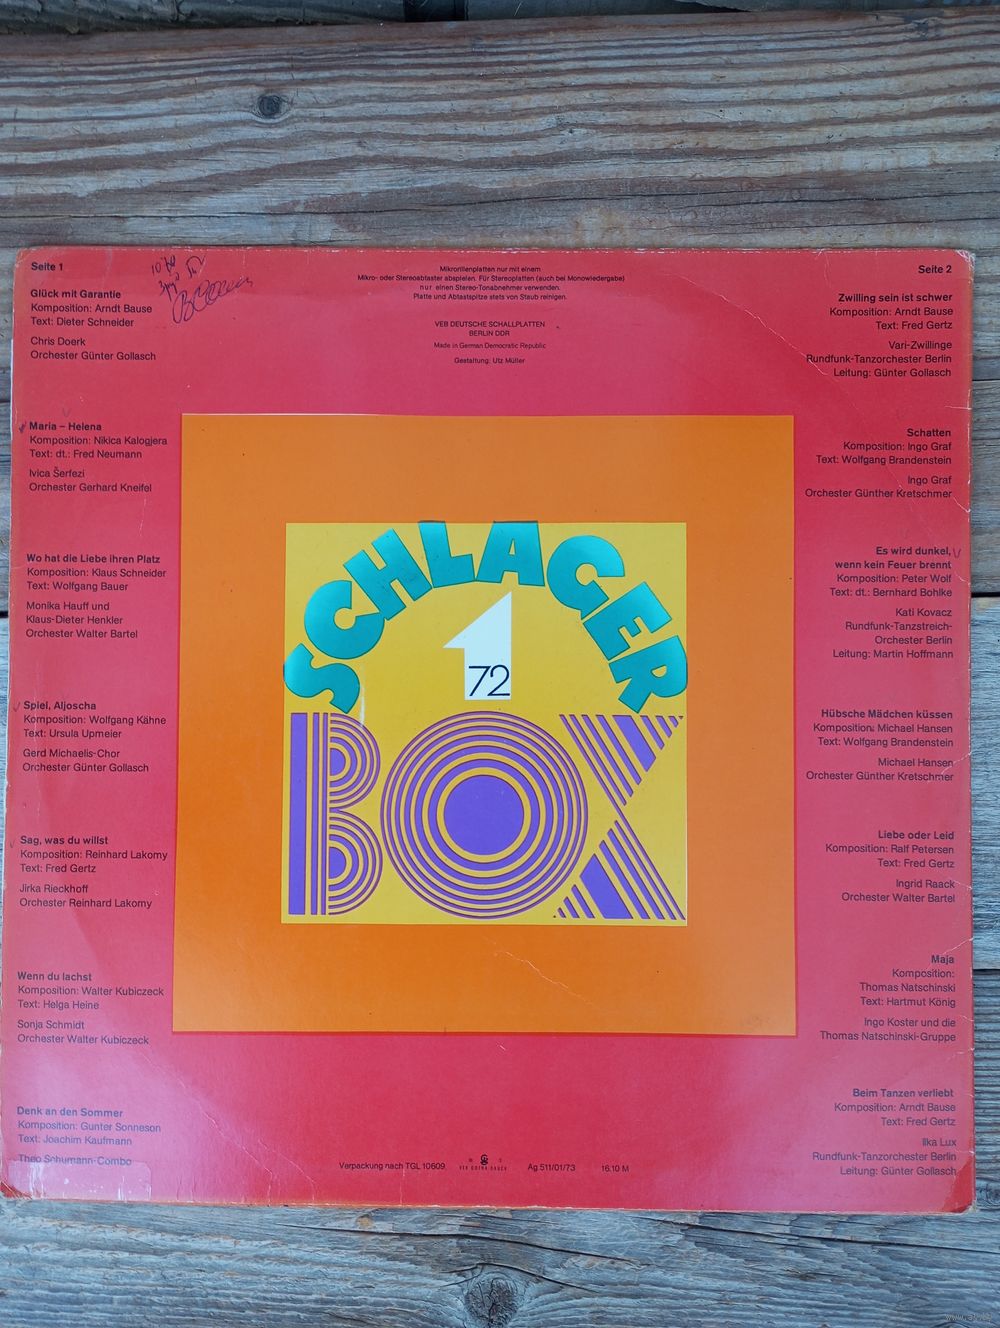 Seite 1
Glück mit Garantie
Komposition: Arndt Bause
Text: Dieter Schneider
Chris Doerk
Orchester Günter Gollasch
Maria – Helena
Komposition: Nikica Kalogjera
Text: dt.: Fred Neumann
Ivica Šerfezi
Orchester Gerhard Kneifel
Wo hat die Liebe ihren Platz
Komposition: Klaus Schneider
Text: Wolfgang Bauer
Monika Hauff und
Klaus-Dieter Henkler
Orchester Walter Bartel
Spiel, Aljoscha
Komposition: Wolfgang Kähne
Text: Ursula Upmeier
Gerd Michaelis-Chor
Orchester Günter Gollasch
Sag, was du willst
Komposition: Reinhard Lakomy
Text: Fred Gertz
Jirka Rieckhoff
Orchester Reinhard Lakomy
Wenn du lachst
Komposition: Walter Kubiczeck
Text: Helga Heine
Sonja Schmidt
Orchester Walter Kubiczeck
Denk an den Sommer
Komposition: Gunter Sonneson
Text: Joachim Kaufmann
Theo Schumann-Combo
Mikrorillenplatten nur mit einem
Mikro- oder Stereoabtaster abspielen. Für Stereoplatten (auch bei Monowiedergabe)
nur einen Stereo-Tonabnehmer verwenden.
Platte und Abtastspitze stets von Staub reinigen.
VEB DEUTSCHE SCHALLPLATTEN
BERLIN DDR
Made in German Democratic Republic
Gestaltung: Utz Müller
SCHLAGER
1
72
BOX
Verpackung nach TGL 10609
VEB GOTHA DRUCK
Ag 511/01/73
16.10 M
Seite 2
Zwilling sein ist schwer
Komposition: Arndt Bause
Text: Fred Gertz
Vari-Zwillinge
Rundfunk-Tanzorchester Berlin
Leitung: Günter Gollasch
Schatten
Komposition: Ingo Graf
Text: Wolfgang Brandenstein
Ingo Graf
Orchester Günther Kretschmer
Es wird dunkel,
wenn kein Feuer brennt
Komposition: Peter Wolf
Text: dt.: Bernhard Bohlke
Kati Kovacz
Rundfunk-Tanzstreich-
Orchester Berlin
Leitung: Martin Hoffmann
Hübsche Mädchen küssen
Komposition: Michael Hansen
Text: Wolfgang Brandenstein
Michael Hansen
Orchester Günther Kretschmer
Liebe oder Leid
Komposition: Ralf Petersen
Text: Fred Gertz
Ingrid Raack
Orchester Walter Bartel
Maja
Komposition:
Thomas Natschinski
Text: Hartmut König
Ingo Koster und die
Thomas Natschinski-Gruppe
Beim Tanzen verliebt
Komposition: Arndt Bause
Text: Fred Gertz
Ilka Lux
Rundfunk-Tanzorchester Berlin
Leitung: Günter Gollasch